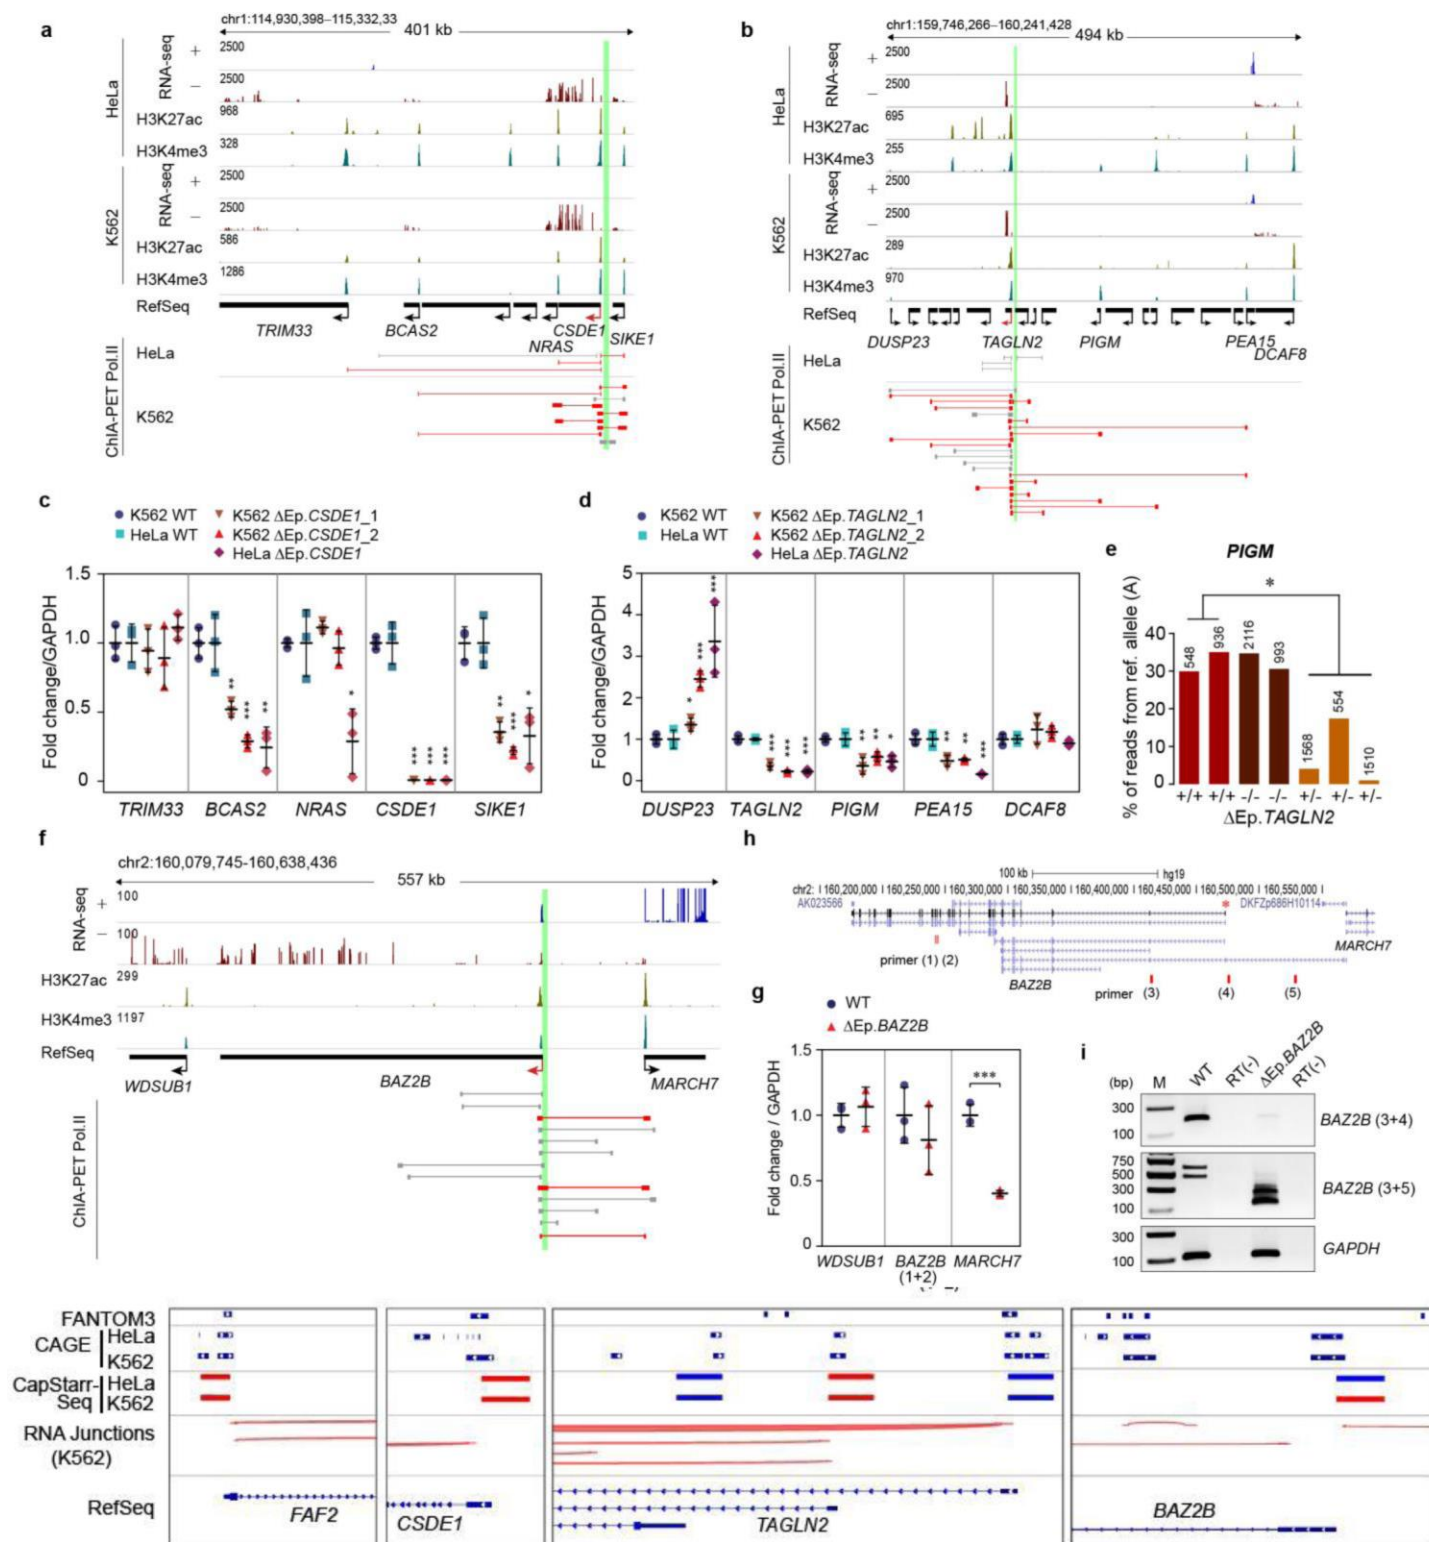 a
chr1:114,930,398–115,332,33
401 kb
HeLa
RNA-seq
+
2500
–
2500
H3K27ac
968
H3K4me3
328
K562
RNA-seq
+
2500
–
2500
H3K27ac
586
H3K4me3
1286
RefSeq
TRIM33
BCAS2
NRAS
CSDE1
SIKE1
ChIA-PET Pol.II
HeLa
K562
b
chr1:159,746,266–160,241,428
494 kb
HeLa
RNA-seq
+
2500
–
2500
H3K27ac
695
H3K4me3
255
K562
RNA-seq
+
2500
–
2500
H3K27ac
289
H3K4me3
970
RefSeq
DUSP23
TAGLN2
PIGM
PEA15
DCAF8
ChIA-PET Pol.II
HeLa
K562
c
K562 WT
K562 ΔEp.CSDE1_1
HeLa WT
K562 ΔEp.CSDE1_2
HeLa ΔEp.CSDE1
Fold change/GAPDH
1.5
1.0
0.5
0
** *** **
*
*** *** ***
** *** *
TRIM33 BCAS2 NRAS CSDE1 SIKE1
d
K562 WT
K562 ΔEp.TAGLN2_1
HeLa WT
K562 ΔEp.TAGLN2_2
HeLa ΔEp.TAGLN2
Fold change/GAPDH
5
4
3
2
1
0
* *** ***
*** *** ***
** ** *
** ** ***
DUSP23 TAGLN2 PIGM PEA15 DCAF8
e
PIGM
*
% of reads from ref. allele (A)
40
30
20
10
0
548 936 2116 993 1568 554 1510
+/+ +/+ -/- -/- +/- +/- +/-
ΔEp.TAGLN2
f
chr2:160,079,745-160,638,436
557 kb
RNA-seq
+
100
–
100
H3K27ac
299
H3K4me3
1197
RefSeq
WDSUB1
BAZ2B
MARCH7
ChIA-PET Pol.II
h
100 kb
hg19
chr2: 160,200,000 160,250,000 160,300,000 160,350,000 160,400,000 160,450,000 160,500,000 160,550,000
AK023566
*
DKFZp686H10114
MARCH7
primer (1) (2)
BAZ2B
primer (3) (4) (5)
g
WT
ΔEp.BAZ2B
Fold change / GAPDH
1.5
1.0
0.5
0
***
WDSUB1 BAZ2B MARCH7
(1+2)
i
(bp) M WT RT(-) ΔEp.BAZ2B RT(-)
300
100
BAZ2B (3+4)
750
500
300
100
BAZ2B (3+5)
300
100
GAPDH
FANTOM3
CAGE
HeLa
K562
CapStarr-Seq
HeLa
K562
RNA Junctions
(K562)
RefSeq
FAF2
CSDE1
TAGLN2
BAZ2B